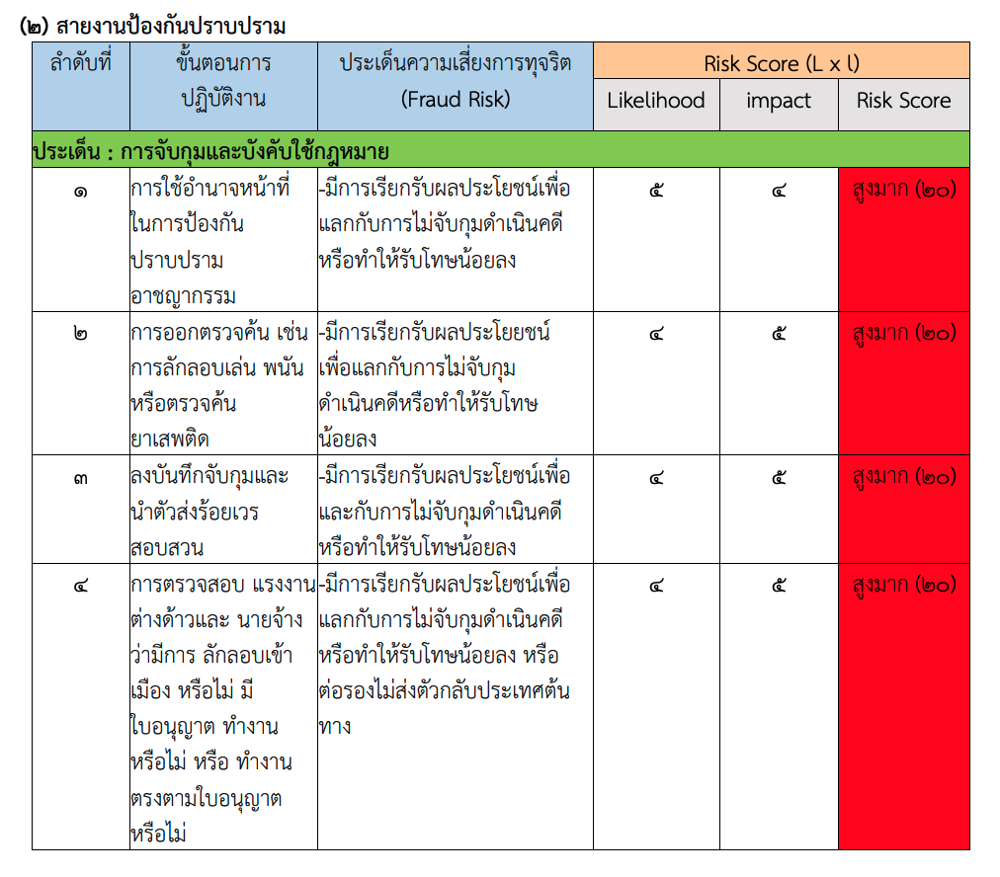 (๒) สายงานป้องกันปราบปราม
ลำดับที่ ขั้นตอนการ ประเด็นความเสี่ยงการทุจริต Risk Score (L x l)
ปฏิบัติงาน (Fraud Risk) Likelihood impact Risk Score
ประเด็น : การจับกุมและบังคับใช้กฎหมาย
๑ การใช้อำนาจหน้าที่ -มีการเรียกรับผลประโยชน์เพื่อ ๕ ๔ สูงมาก (๒๐)
ในการป้องกัน แลกกับการไม่จับกุมดำเนินคดี
ปราบปราม หรือทำให้รับโทษน้อยลง
อาชญากรรม
๒ การออกตรวจค้น เช่น -มีการเรียกรับผลประโยยชน์ ๔ ๕ สูงมาก (๒๐)
การลักลอบเล่น พนัน เพื่อแลกกับการไม่จับกุม
หรือตรวจค้น ดำเนินคดีหรือทำให้รับโทษ
ยาเสพติด น้อยลง
๓ ลงบันทึกจับกุมและ -มีการเรียกรับผลประโยชน์เพื่อ ๔ ๕ สูงมาก (๒๐)
นำตัวส่งร้อยเวร และกับการไม่จับกุมดำเนินคดี
สอบสวน หรือทำให้รับโทษน้อยลง
๔ การตรวจสอบ แรงงาน -มีการเรียกรับผลประโยชน์เพื่อ ๔ ๕ สูงมาก (๒๐)
ต่างด้าวและ นายจ้าง แลกกับการไม่จับกุมดำเนินคดี
ว่ามีการ ลักลอบเข้า หรือทำให้รับโทษน้อยลง หรือ
เมือง หรือไม่ มี ต่อรองไม่ส่งตัวกลับประเทศต้น
ใบอนุญาต ทำงาน ทาง
หรือไม่ หรือ ทำงาน
ตรงตามใบอนุญาต
หรือไม่